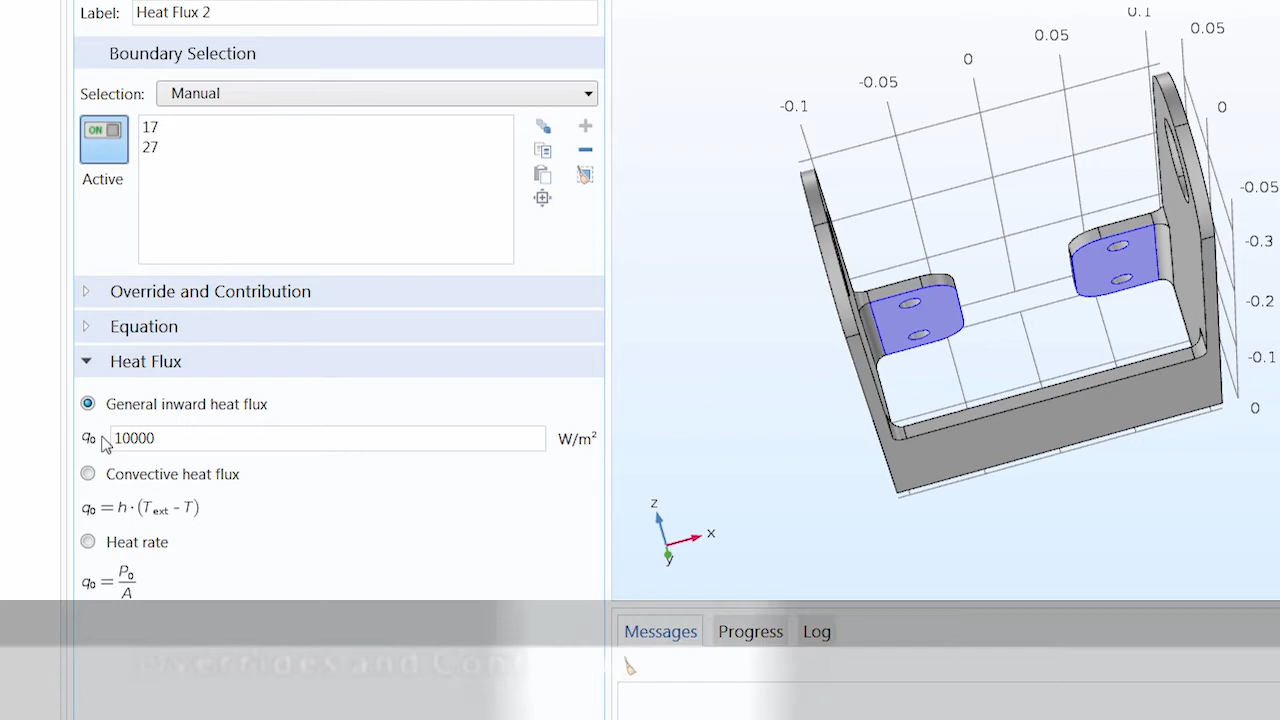 Label: Heat Flux 2
Boundary Selection
Selection: Manual
ON
17
27
Active
Override and Contribution
Equation
Heat Flux
General inward heat flux
q₀ 10000 W/m²
Convective heat flux
q₀ = h·(Tₑₓₜ - T)
Heat rate
q₀ = P₀/A
0.1
0.05
0.05
0
-0.05
-0.1
0
-0.05
-0.3
-0.2
-0.1
0
z
x
y
Messages Progress Log